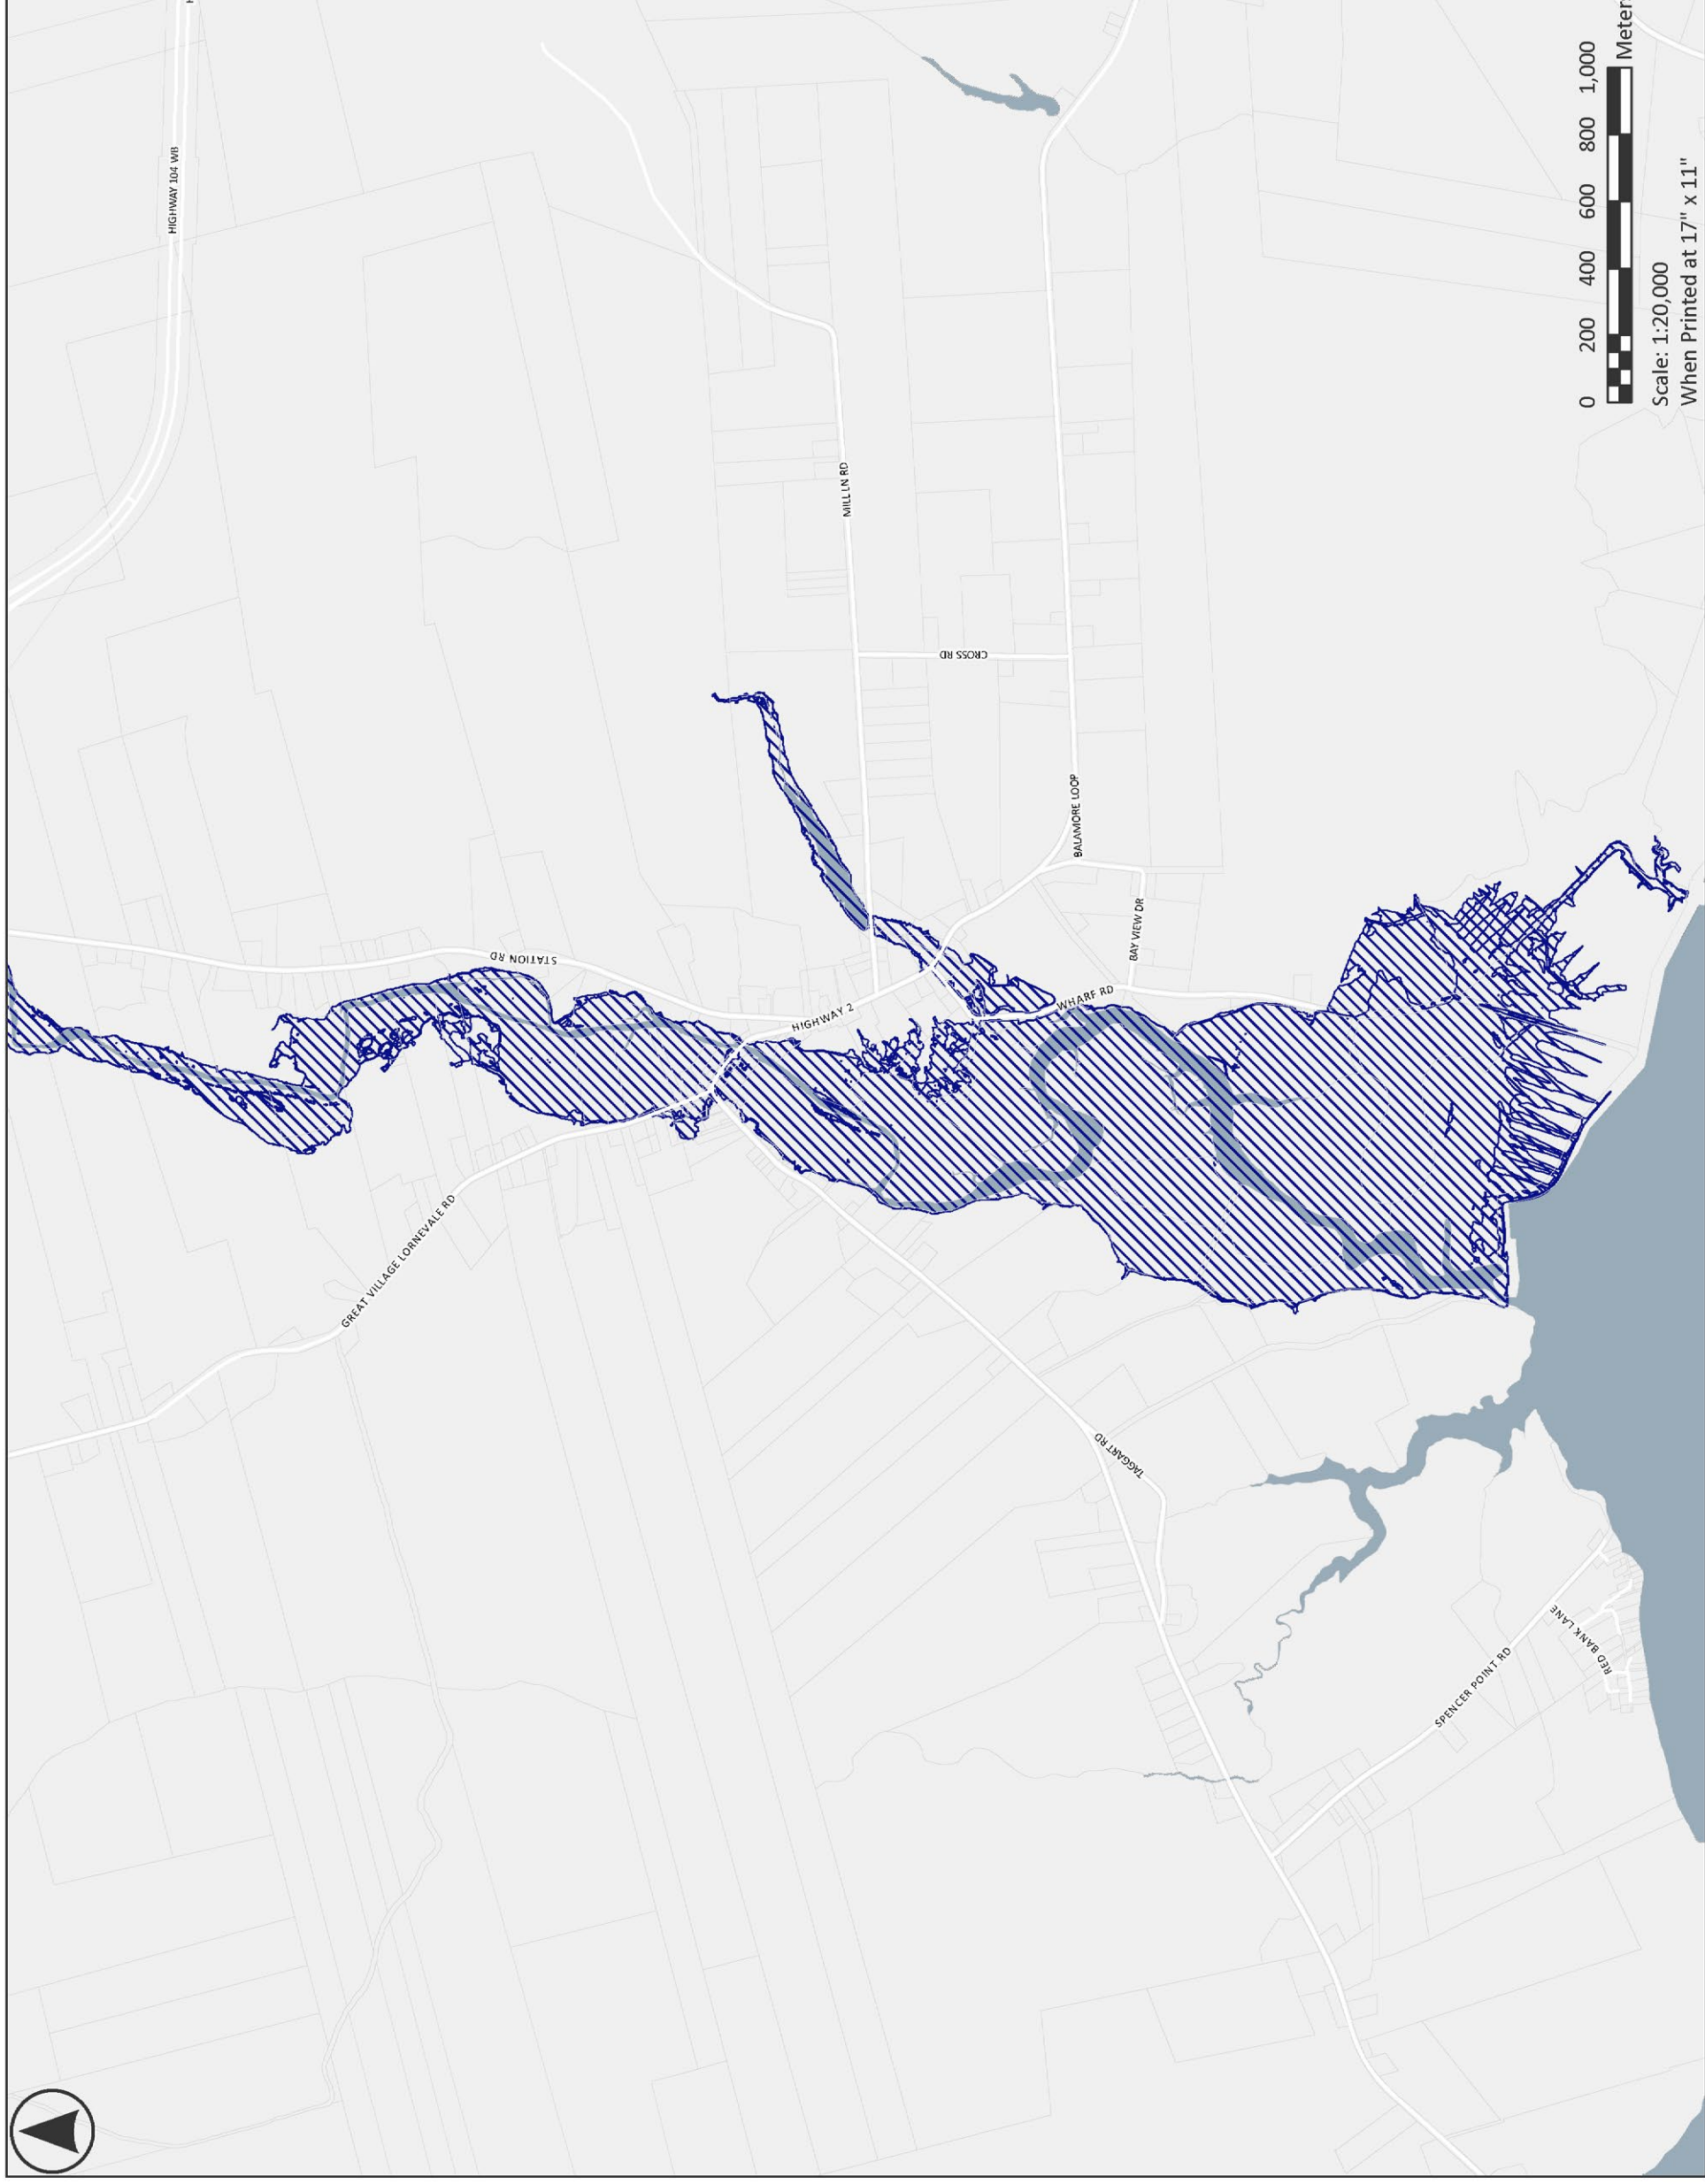 HIGHWAY 104 WB
STATION RD
GREAT VILLAGE LORNEVALE RD
MILL LN RD
CROSS RD
HIGHWAY 2
BALAMORE LOOP
BAY VIEW DR
WHARF RD
TAGGART RD
SPENCER POINT RD
RED BANK LANE
0 200 400 600 800 1,000
Meter
Scale: 1:20,000
When Printed at 17" x 11"